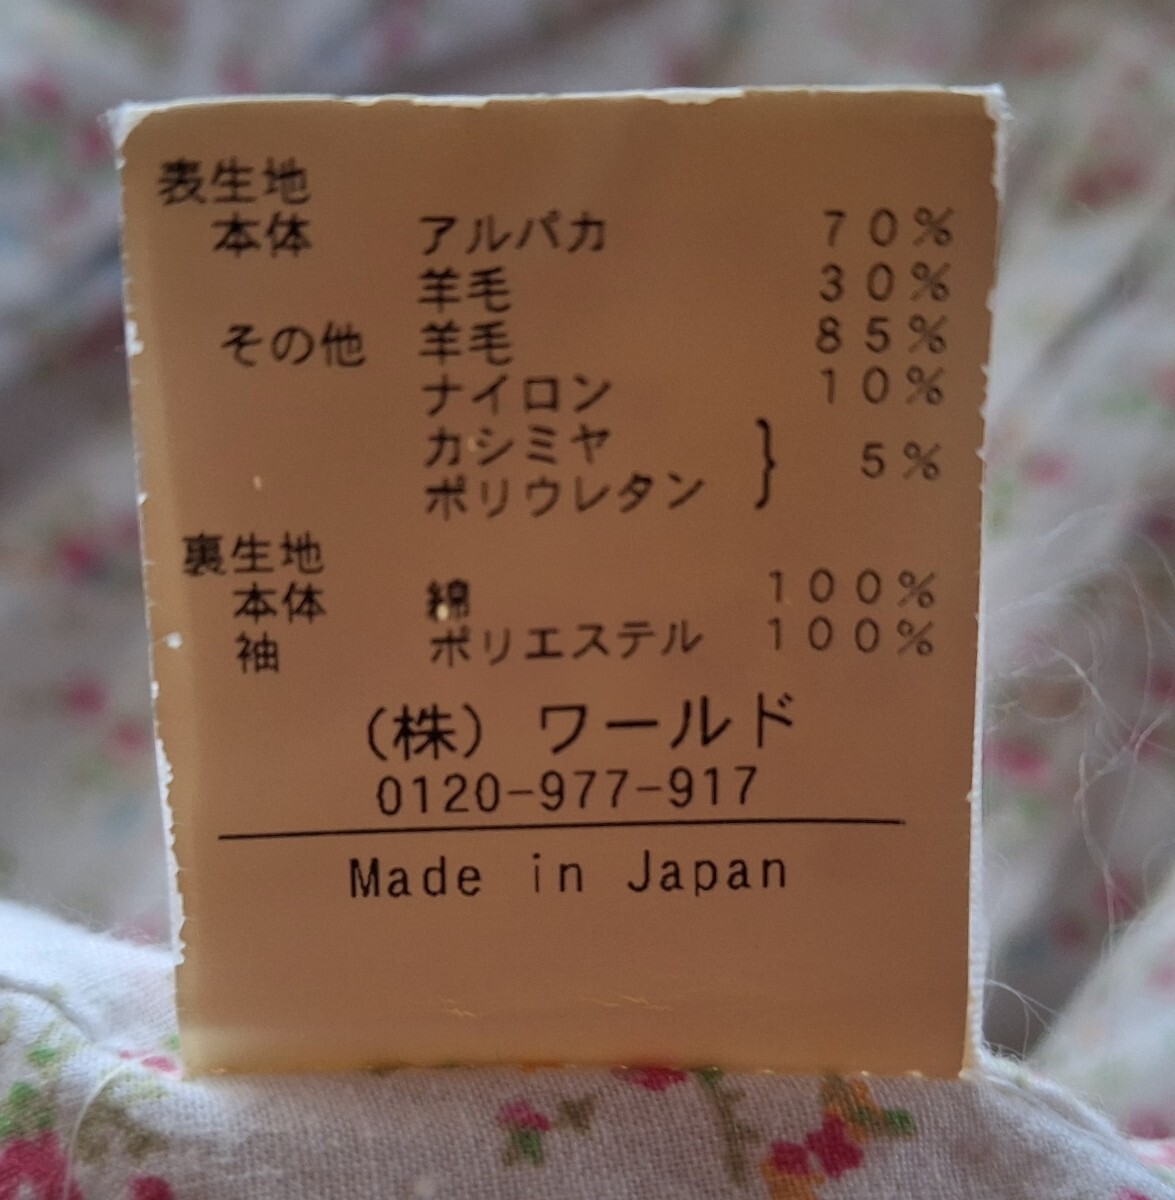 表生地
本体 アルパカ 70%
羊毛 30%
その他 羊毛 85%
ナイロン 10%
カシミヤ
ポリウレタン } 5%
裏生地
本体 綿 100%
袖 ポリエステル 100%
(株) ワールド
0120-977-917
Made in Japan